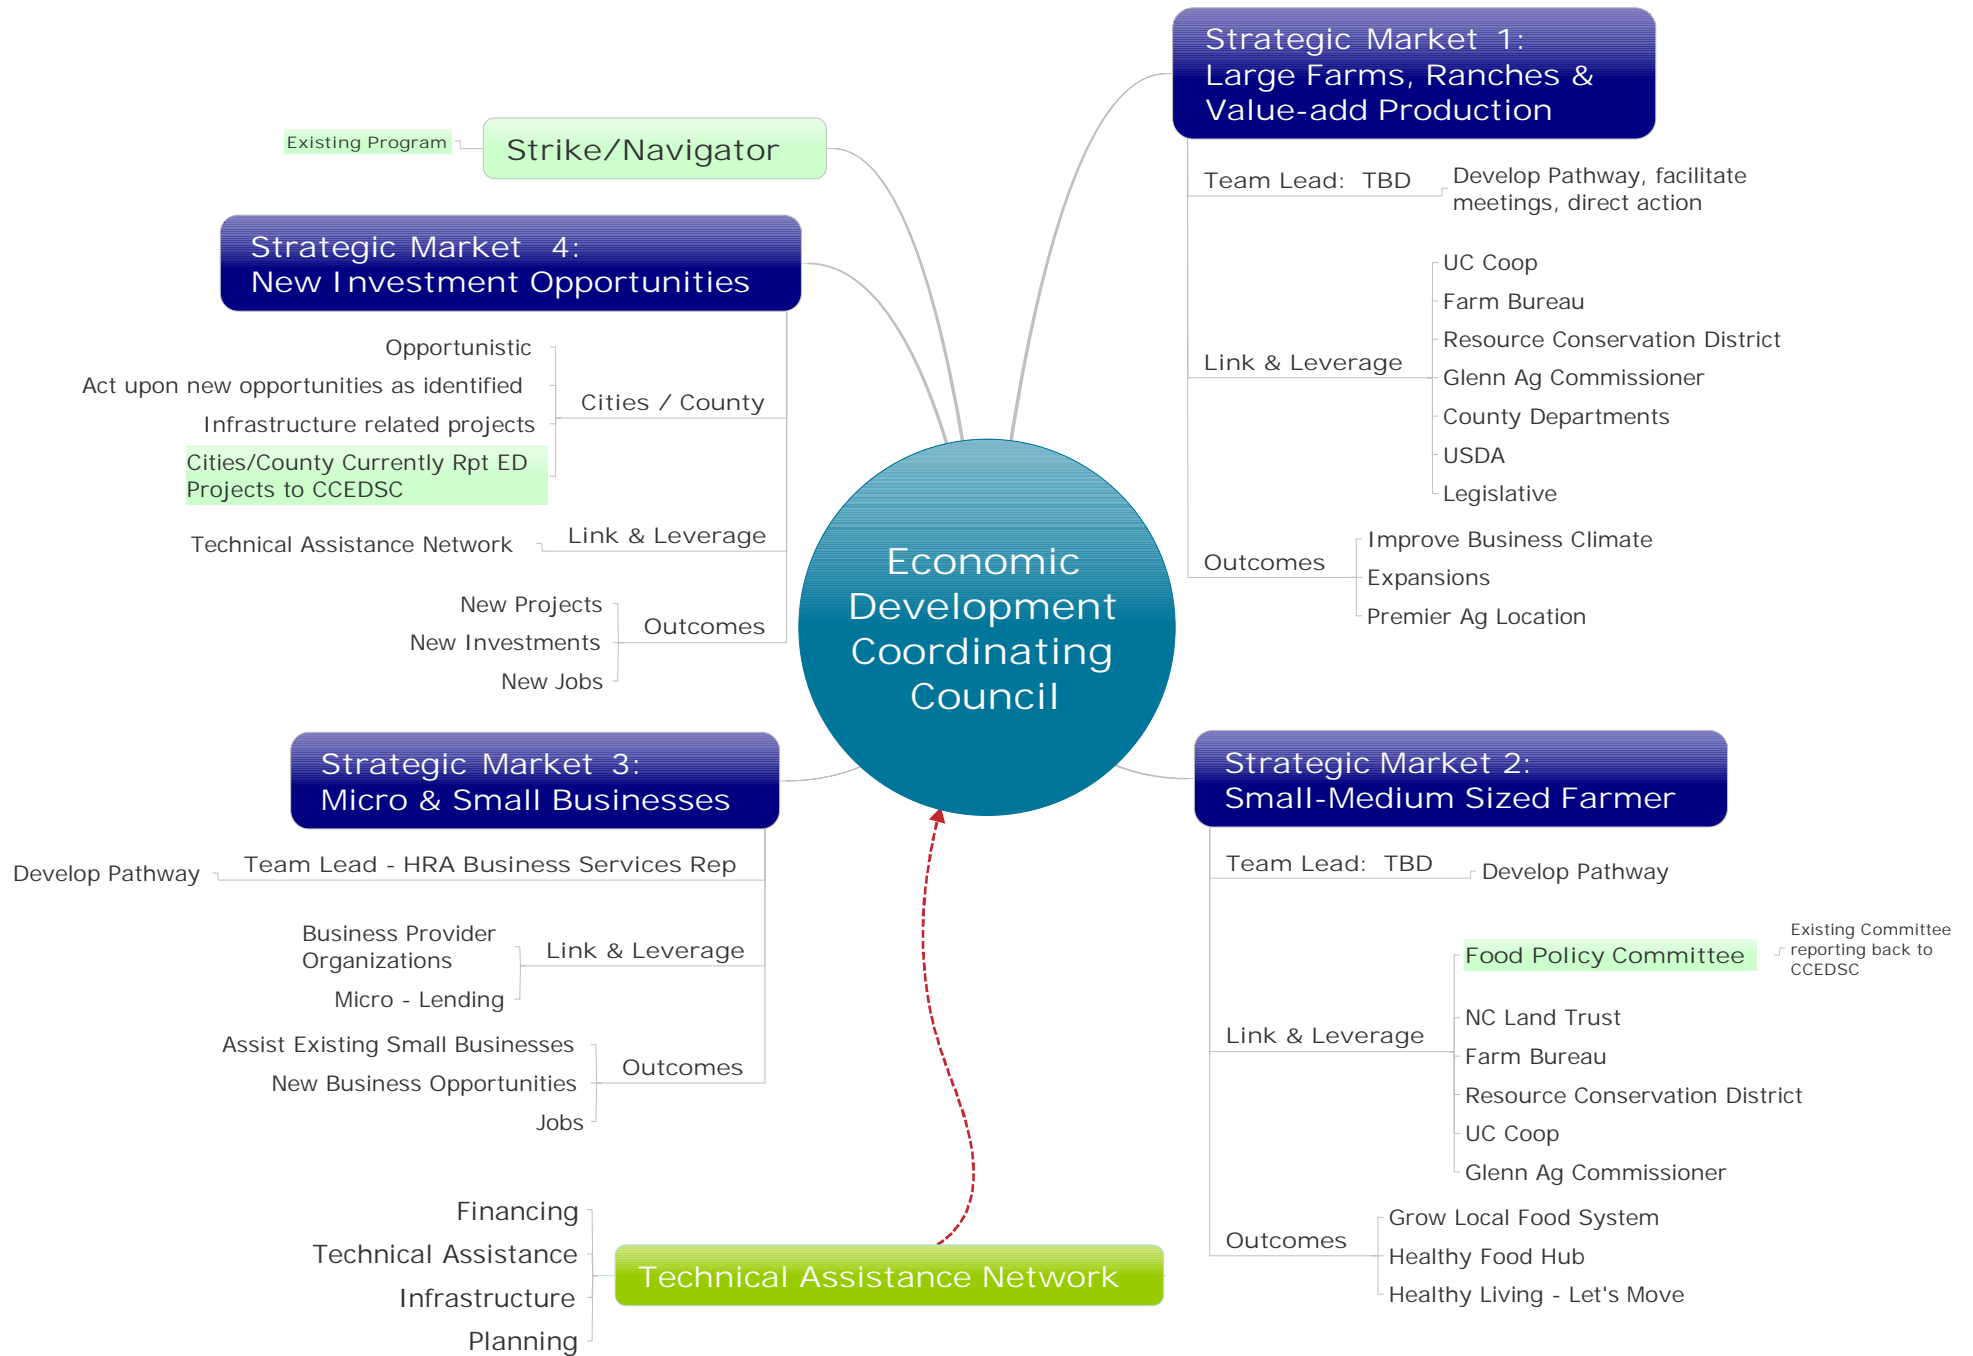 Economic
Development
Coordinating
Council
Strategic Market 1:
Large Farms, Ranches &
Value-add Production
Team Lead: TBD
Develop Pathway, facilitate
meetings, direct action
Link & Leverage
UC Coop
Farm Bureau
Resource Conservation District
Glenn Ag Commissioner
County Departments
USDA
Legislative
Outcomes
Improve Business Climate
Expansions
Premier Ag Location
Strategic Market 2:
Small-Medium Sized Farmer
Team Lead: TBD
Develop Pathway
Link & Leverage
Food Policy Committee
Existing Committee
reporting back to
CCEDSC
NC Land Trust
Farm Bureau
Resource Conservation District
UC Coop
Glenn Ag Commissioner
Outcomes
Grow Local Food System
Healthy Food Hub
Healthy Living - Let's Move
Strike/Navigator
Existing Program
Strategic Market 4:
New Investment Opportunities
Cities / County
Opportunistic
Act upon new opportunities as identified
Infrastructure related projects
Cities/County Currently Rpt ED
Projects to CCEDSC
Link & Leverage
Technical Assistance Network
Outcomes
New Projects
New Investments
New Jobs
Strategic Market 3:
Micro & Small Businesses
Team Lead - HRA Business Services Rep
Develop Pathway
Link & Leverage
Business Provider
Organizations
Micro - Lending
Outcomes
Assist Existing Small Businesses
New Business Opportunities
Jobs
Technical Assistance Network
Financing
Technical Assistance
Infrastructure
Planning